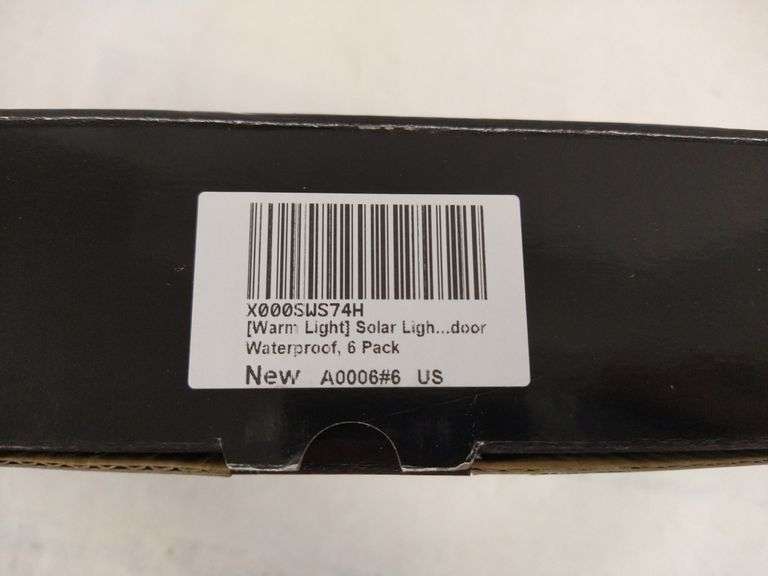 X000SWS74H
[Warm Light] Solar Ligh...door
Waterproof, 6 Pack
New A0006#6 US